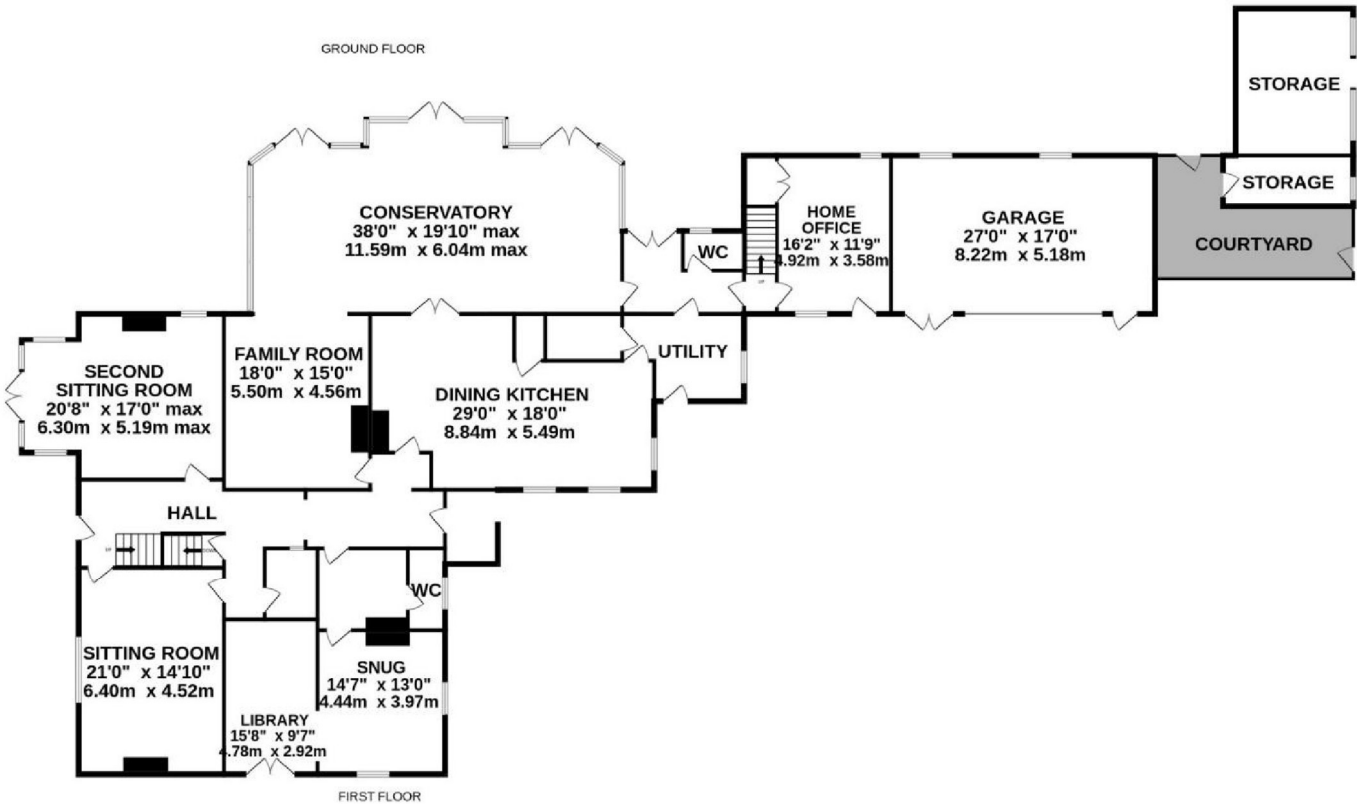 GROUND FLOOR
STORAGE
STORAGE
COURTYARD
CONSERVATORY
38'0" x 19'10" max
11.59m x 6.04m max
WC
HOME
OFFICE
16'2" x 11'9"
4.92m x 3.58m
UP
GARAGE
27'0" x 17'0"
8.22m x 5.18m
SECOND
SITTING ROOM
20'8" x 17'0" max
6.30m x 5.19m max
FAMILY ROOM
18'0" x 15'0"
5.50m x 4.56m
DINING KITCHEN
29'0" x 18'0"
8.84m x 5.49m
UTILITY
HALL
UP
WC
SITTING ROOM
21'0" x 14'10"
6.40m x 4.52m
LIBRARY
15'8" x 9'7"
4.78m x 2.92m
SNUG
14'7" x 13'0"
4.44m x 3.97m
FIRST FLOOR